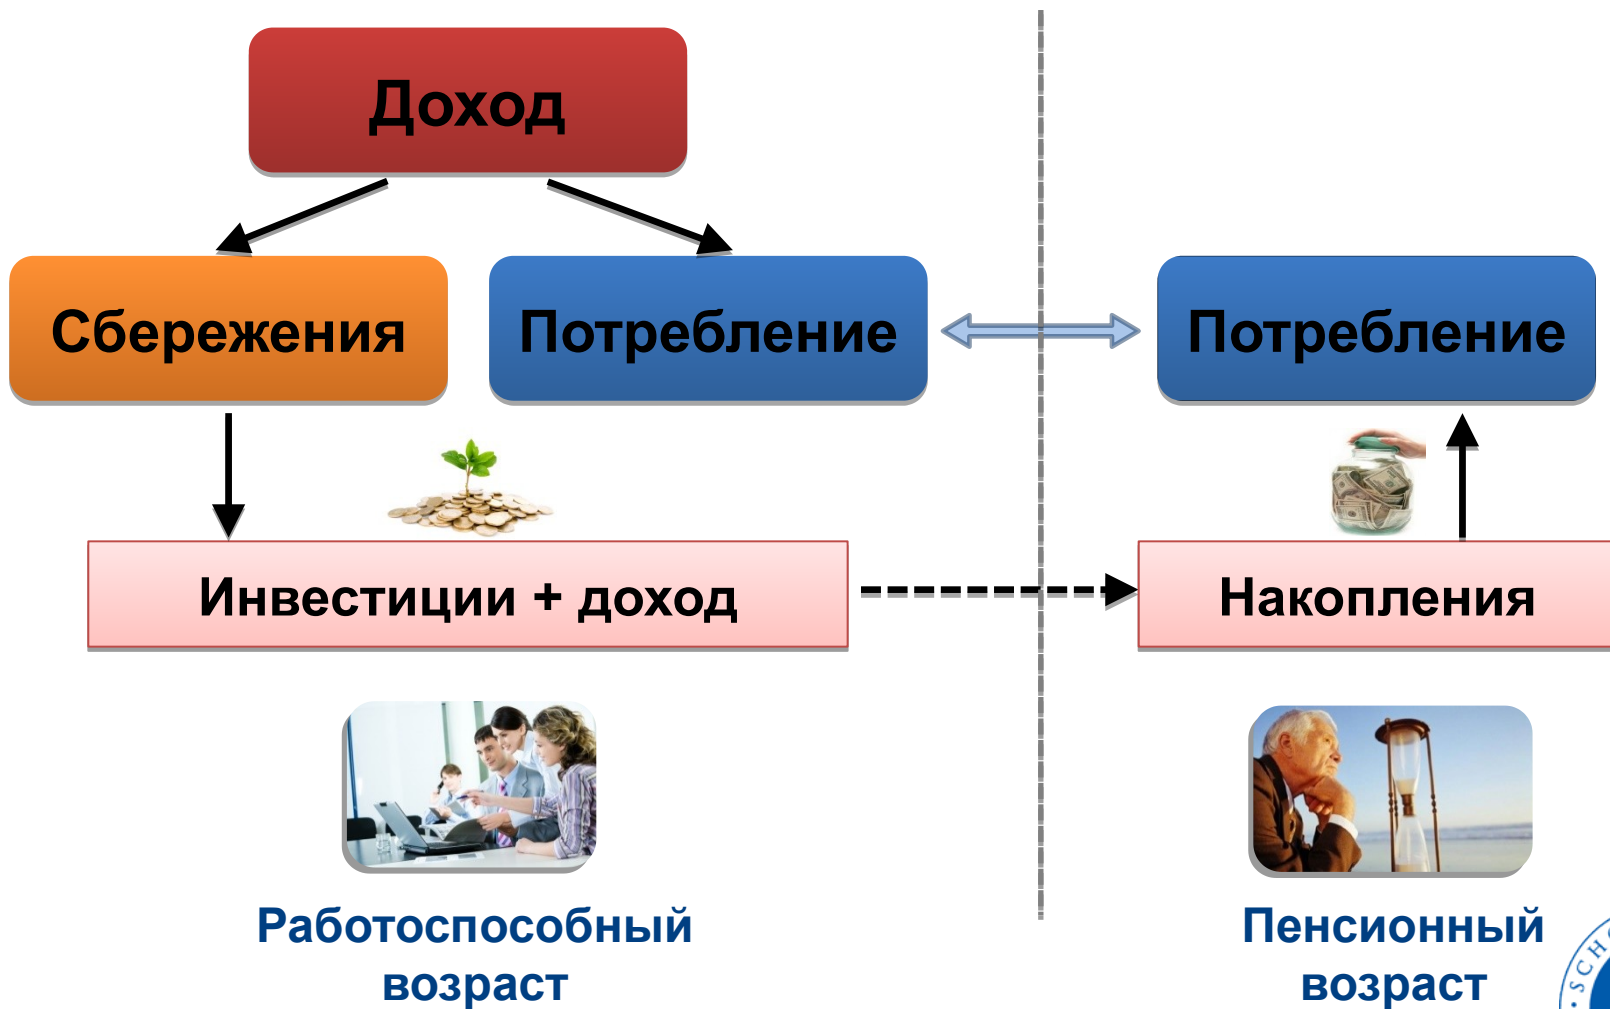 Доход
Сбережения
Потребление
Потребление
Инвестиции + доход
Накопления
Работоспособный
возраст
Пенсионный
возраст